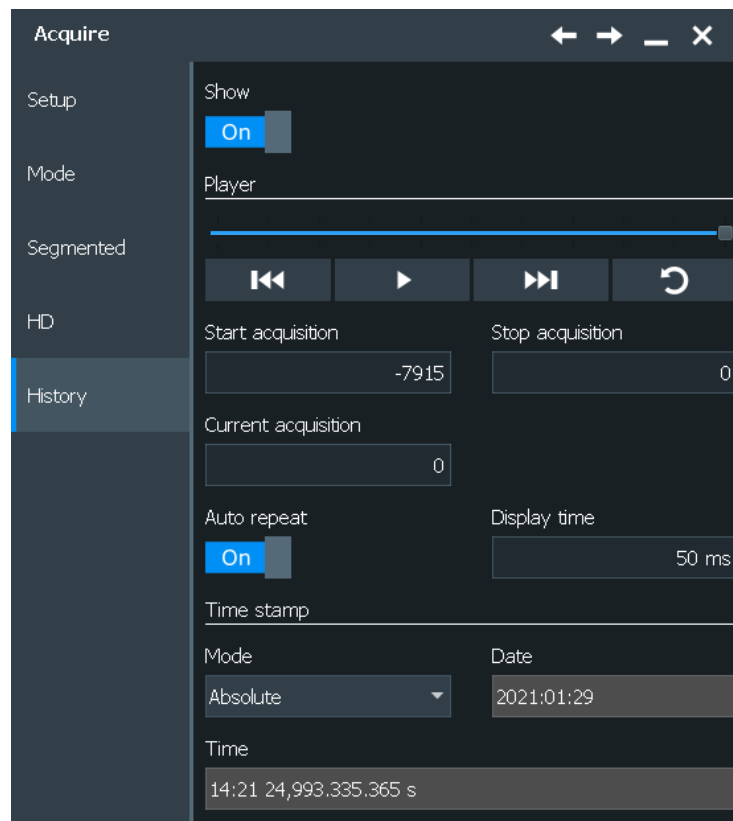 Acquire
Setup
Mode
Segmented
HD
History
Show
On
Player
Start acquisition
Stop acquisition
-7915
0
Current acquisition
0
Auto repeat
Display time
On
50 ms
Time stamp
Mode
Date
Absolute
2021:01:29
Time
14:21 24,993.335.365 s